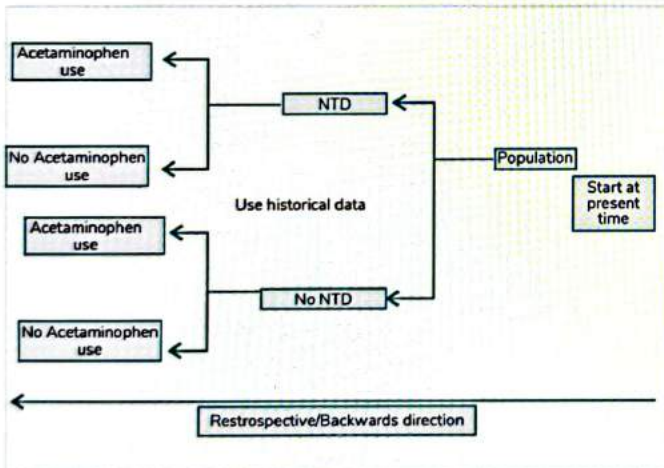 Acetaminophen
use
NTD
No Acetaminophen
use
Population
Start at
present
time
Use historical data
Acetaminophen
use
No NTD
No Acetaminophen
use
Restrospective/Backwards direction